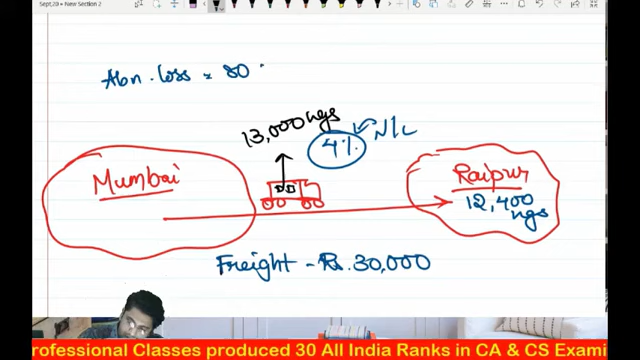 Sept,20 - New Section 2
Abn. loss = 80
13,000 kgs
4%
N/L
Mumbai
Raipur
12,400
kgs
Freight - Rs. 30,000
rofessional Classes produced 30 All India Ranks in CA & CS Exami